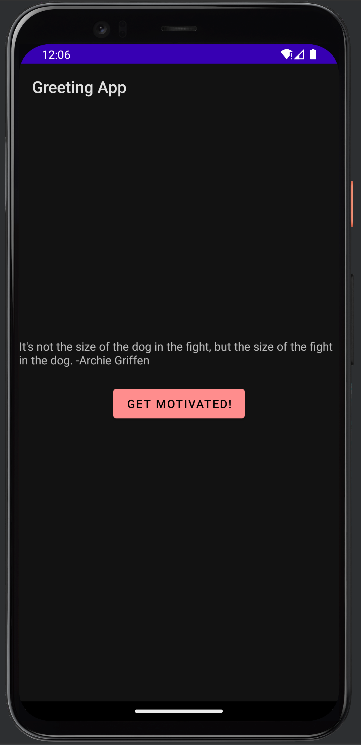 12:06
Greeting App
It's not the size of the dog in the fight, but the size of the fight
in the dog. -Archie Griffen
GET MOTIVATED!